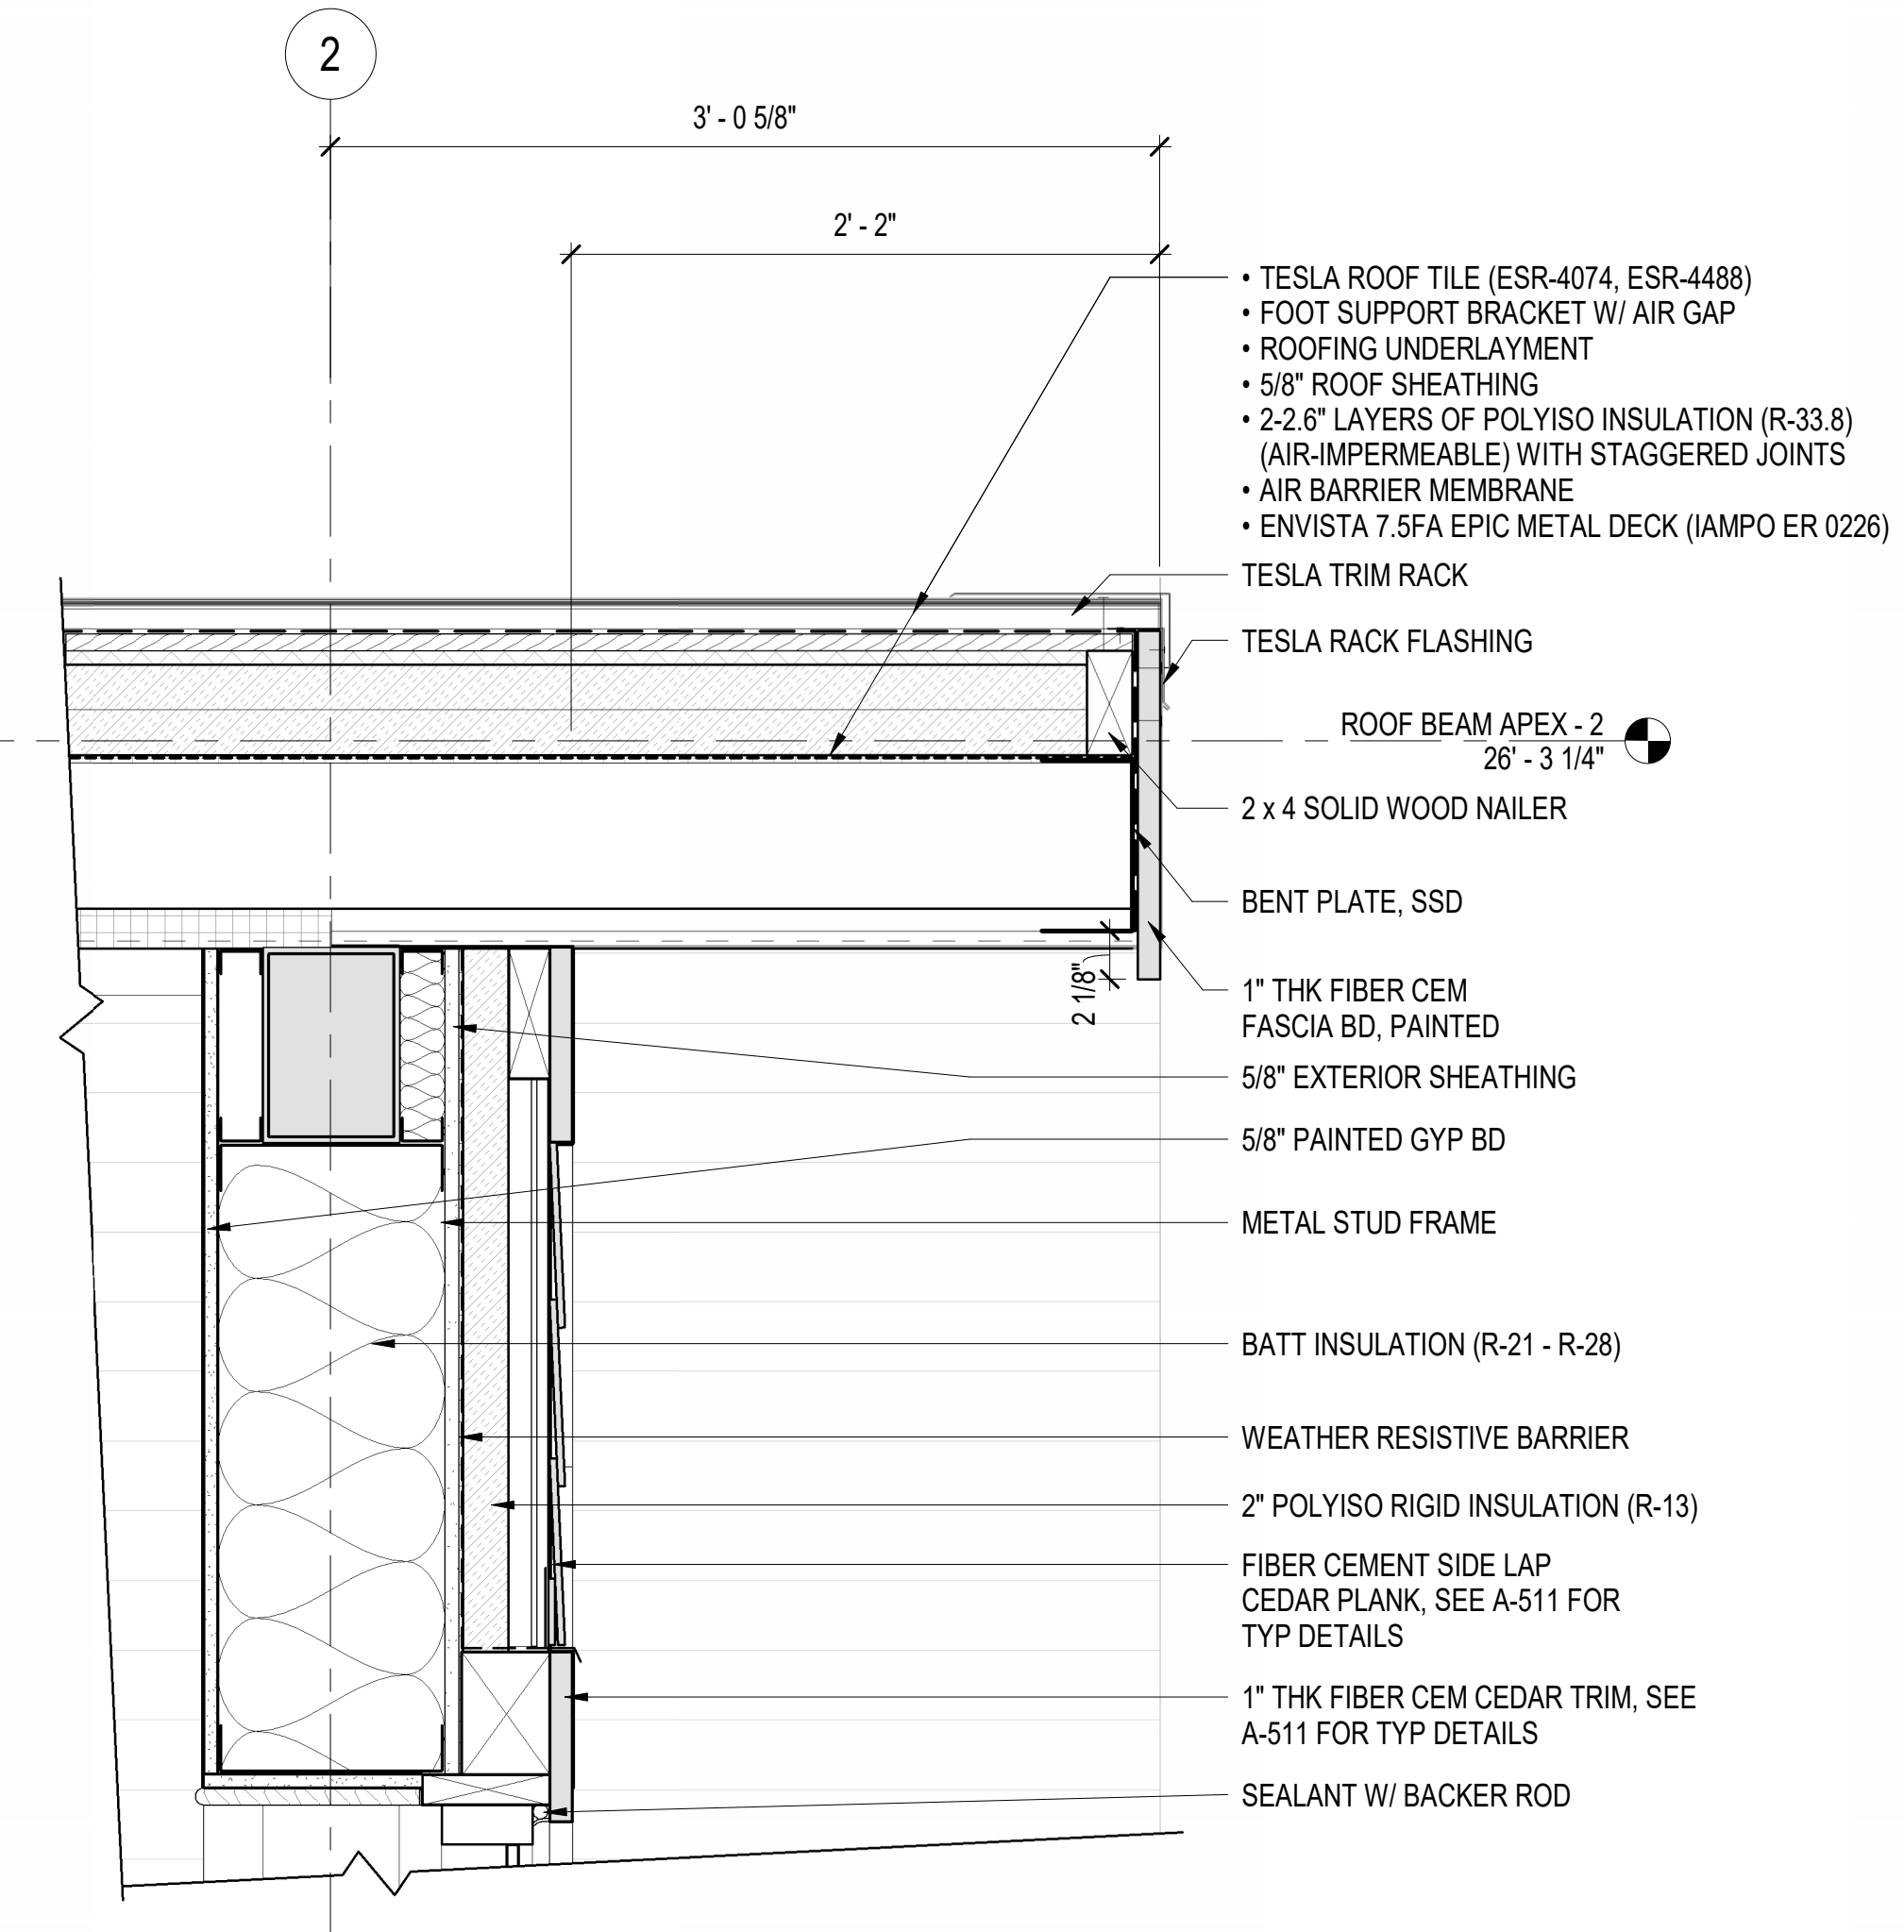 2
3' - 0 5/8"
2' - 2"
• TESLA ROOF TILE (ESR-4074, ESR-4488)
• FOOT SUPPORT BRACKET W/ AIR GAP
• ROOFING UNDERLAYMENT
• 5/8" ROOF SHEATHING
• 2-2.6" LAYERS OF POLYISO INSULATION (R-33.8)
(AIR-IMPERMEABLE) WITH STAGGERED JOINTS
• AIR BARRIER MEMBRANE
• ENVISTA 7.5FA EPIC METAL DECK (IAMPO ER 0226)
TESLA TRIM RACK
TESLA RACK FLASHING
ROOF BEAM APEX - 2
26' - 3 1/4"
2 x 4 SOLID WOOD NAILER
BENT PLATE, SSD
2 1/8"
1" THK FIBER CEM
FASCIA BD, PAINTED
5/8" EXTERIOR SHEATHING
5/8" PAINTED GYP BD
METAL STUD FRAME
BATT INSULATION (R-21 - R-28)
WEATHER RESISTIVE BARRIER
2" POLYISO RIGID INSULATION (R-13)
FIBER CEMENT SIDE LAP
CEDAR PLANK, SEE A-511 FOR
TYP DETAILS
1" THK FIBER CEM CEDAR TRIM, SEE
A-511 FOR TYP DETAILS
SEALANT W/ BACKER ROD